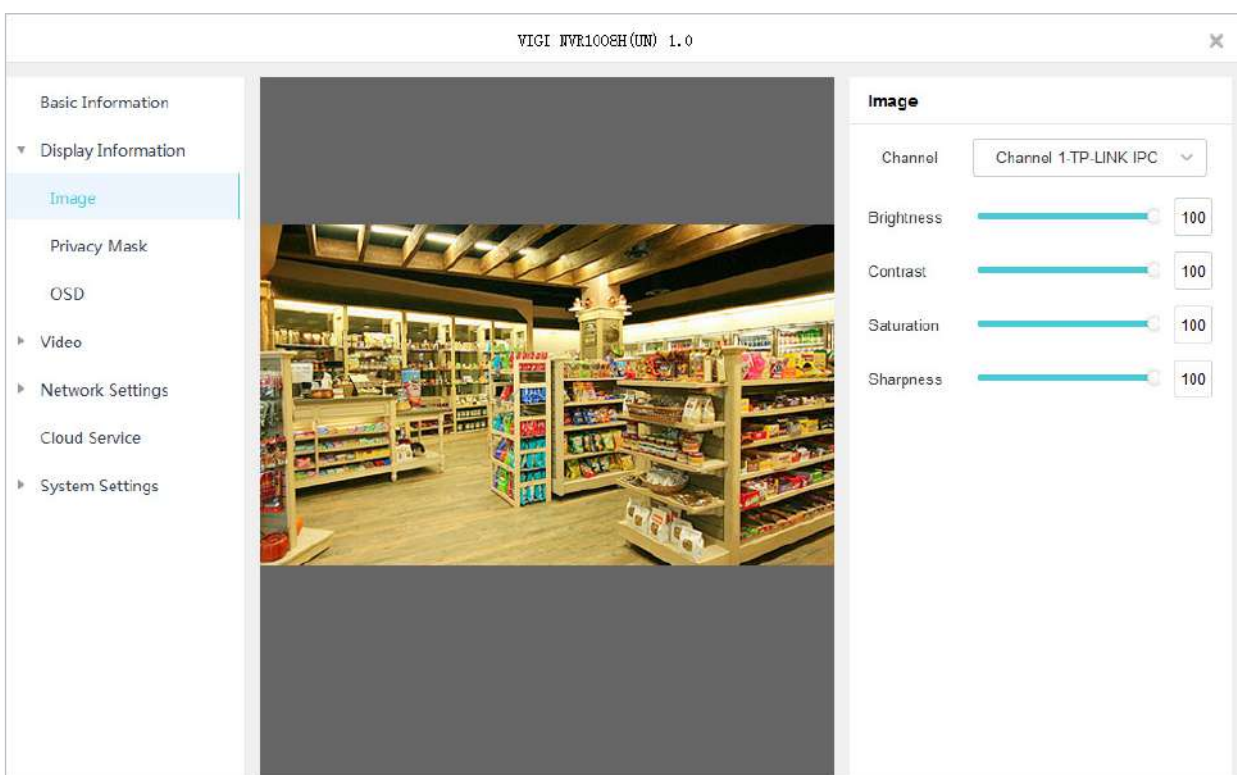 VIGI NVR1008H(UN) 1.0
Basic Information
Display Information
Image
Privacy Mask
OSD
Video
Network Settings
Cloud Service
System Settings
Image
Channel Channel 1-TP-LINK IPC
Brightness 100
Contrast 100
Saturation 100
Sharpness 100